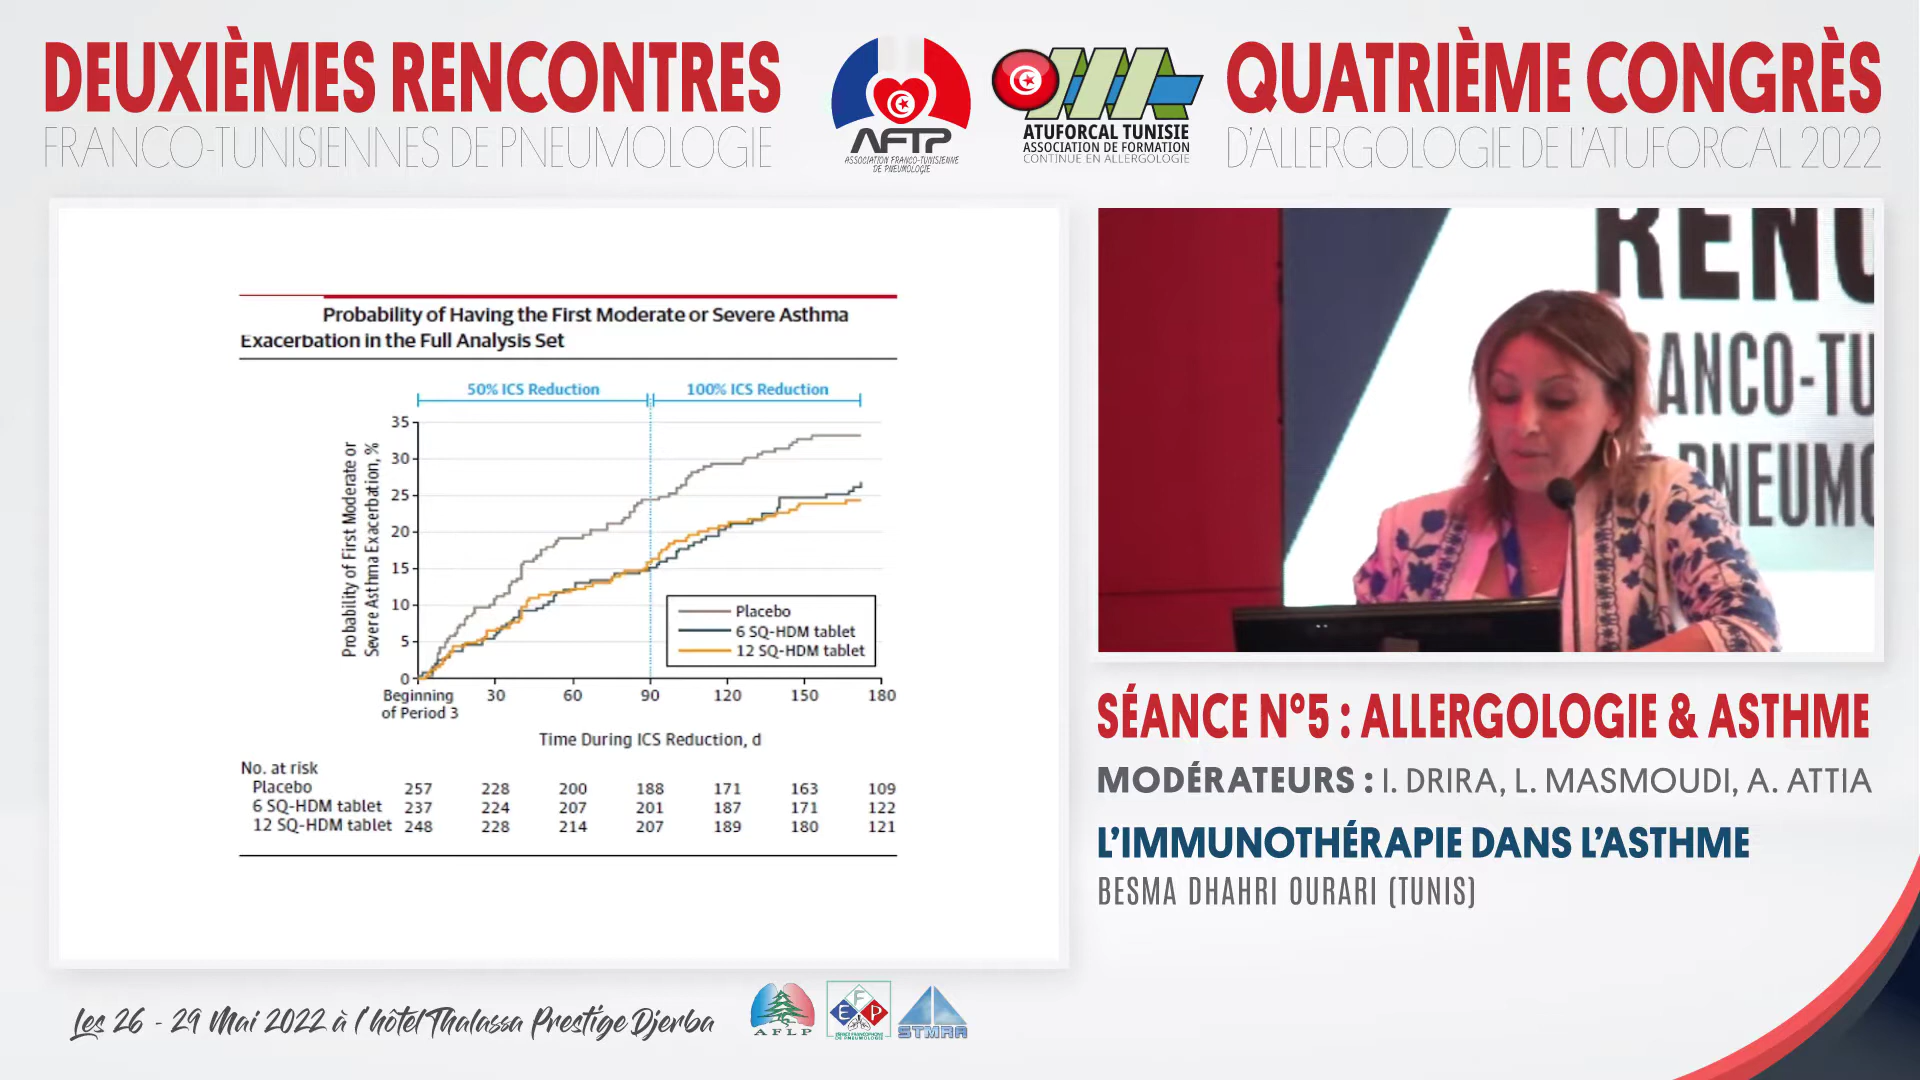 DEUXIÈMES RENCONTRES
FRANCO-TUNISIENNES DE PNEUMOLOGIE
AFTP
ASSOCIATION FRANCO-TUNISIENNE
DE PNEUMOLOGIE
ATUFORCAL TUNISIE
ASSOCIATION DE FORMATION
CONTINUE EN ALLERGOLOGIE
QUATRIÈME CONGRÈS
D'ALLERGOLOGIE DE L'ATUFORCAL 2022
Probability of Having the First Moderate or Severe Asthma
Exacerbation in the Full Analysis Set
50% ICS Reduction
100% ICS Reduction
Probability of First Moderate or
Severe Asthma Exacerbation, %
35
30
25
20
15
10
5
0
Placebo
6 SQ-HDM tablet
12 SQ-HDM tablet
Beginning
of Period 3
30 60 90 120 150 180
Time During ICS Reduction, d
No. at risk
Placebo 257 228 200 188 171 163 109
6 SQ-HDM tablet 237 224 207 201 187 171 122
12 SQ-HDM tablet 248 228 214 207 189 180 121
RENC
ANCO-TU
PNEUMO
SÉANCE N°5 : ALLERGOLOGIE & ASTHME
MODÉRATEURS : I. DRIRA, L. MASMOUDI, A. ATTIA
L'IMMUNOTHÉRAPIE DANS L'ASTHME
BESMA DHAHRI OURARI (TUNIS)
Les 26 - 29 Mai 2022 à l'hôtel Thalassa Prestige Djerba
AFLP
EFP
ESPACE FRANCOPHONE
DE PNEUMOLOGIE
STMRA